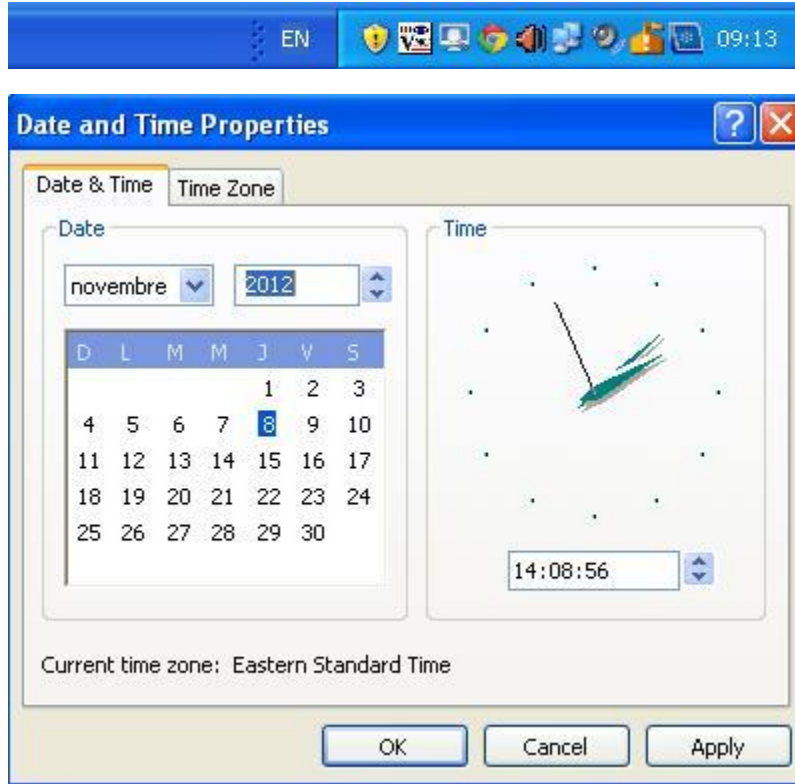 EN 09:13
Date and Time Properties
Date & Time Time Zone
Date
Time
novembre 2012
D L M M J V S
1 2 3
4 5 6 7 8 9 10
11 12 13 14 15 16 17
18 19 20 21 22 23 24
25 26 27 28 29 30
14:08:56
Current time zone: Eastern Standard Time
OK Cancel Apply